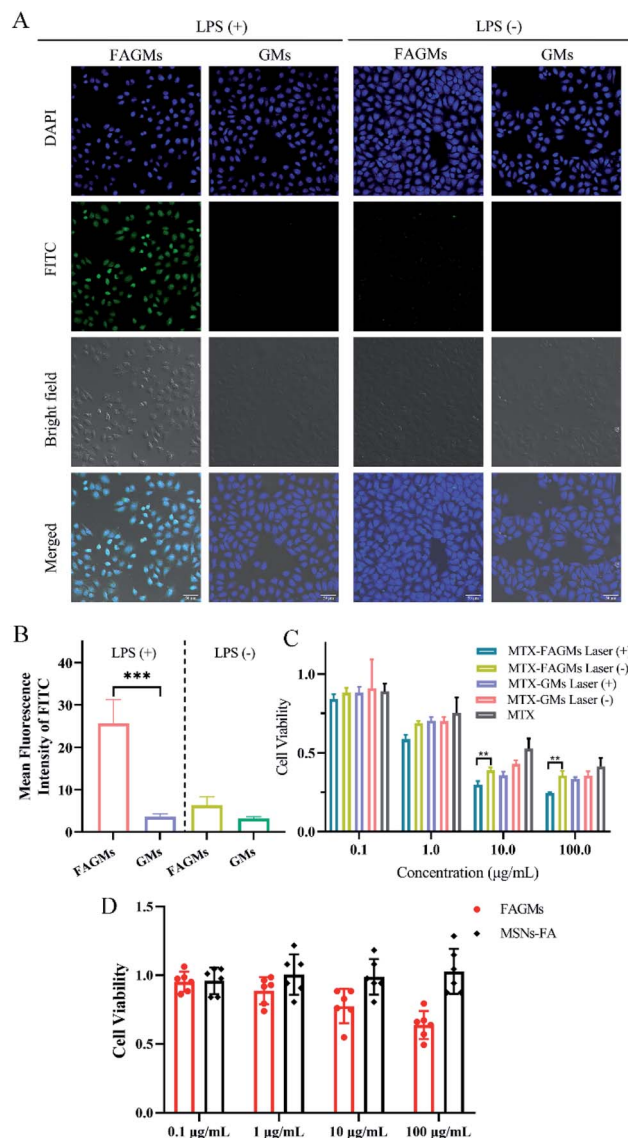 A
LPS (+) LPS (-)
FAGMs GMs FAGMs GMs
DAPI
FITC
Bright field
Merged
B
LPS (+) LPS (-)
***
Mean Fluorescence
Intensity of FITC
40
30
20
10
0
FAGMs GMs FAGMs GMs
C
MTX-FAGMs Laser (+)
MTX-FAGMs Laser (-)
MTX-GMs Laser (+)
MTX-GMs Laser (-)
MTX
Cell Viability
1.0
0.5
0.0
** **
0.1 1.0 10.0 100.0
Concentration (μg/mL)
D
FAGMs
MSNs-FA
Cell Viability
1.5
1.0
0.5
0.0
0.1 μg/mL 1 μg/mL 10 μg/mL 100 μg/mL